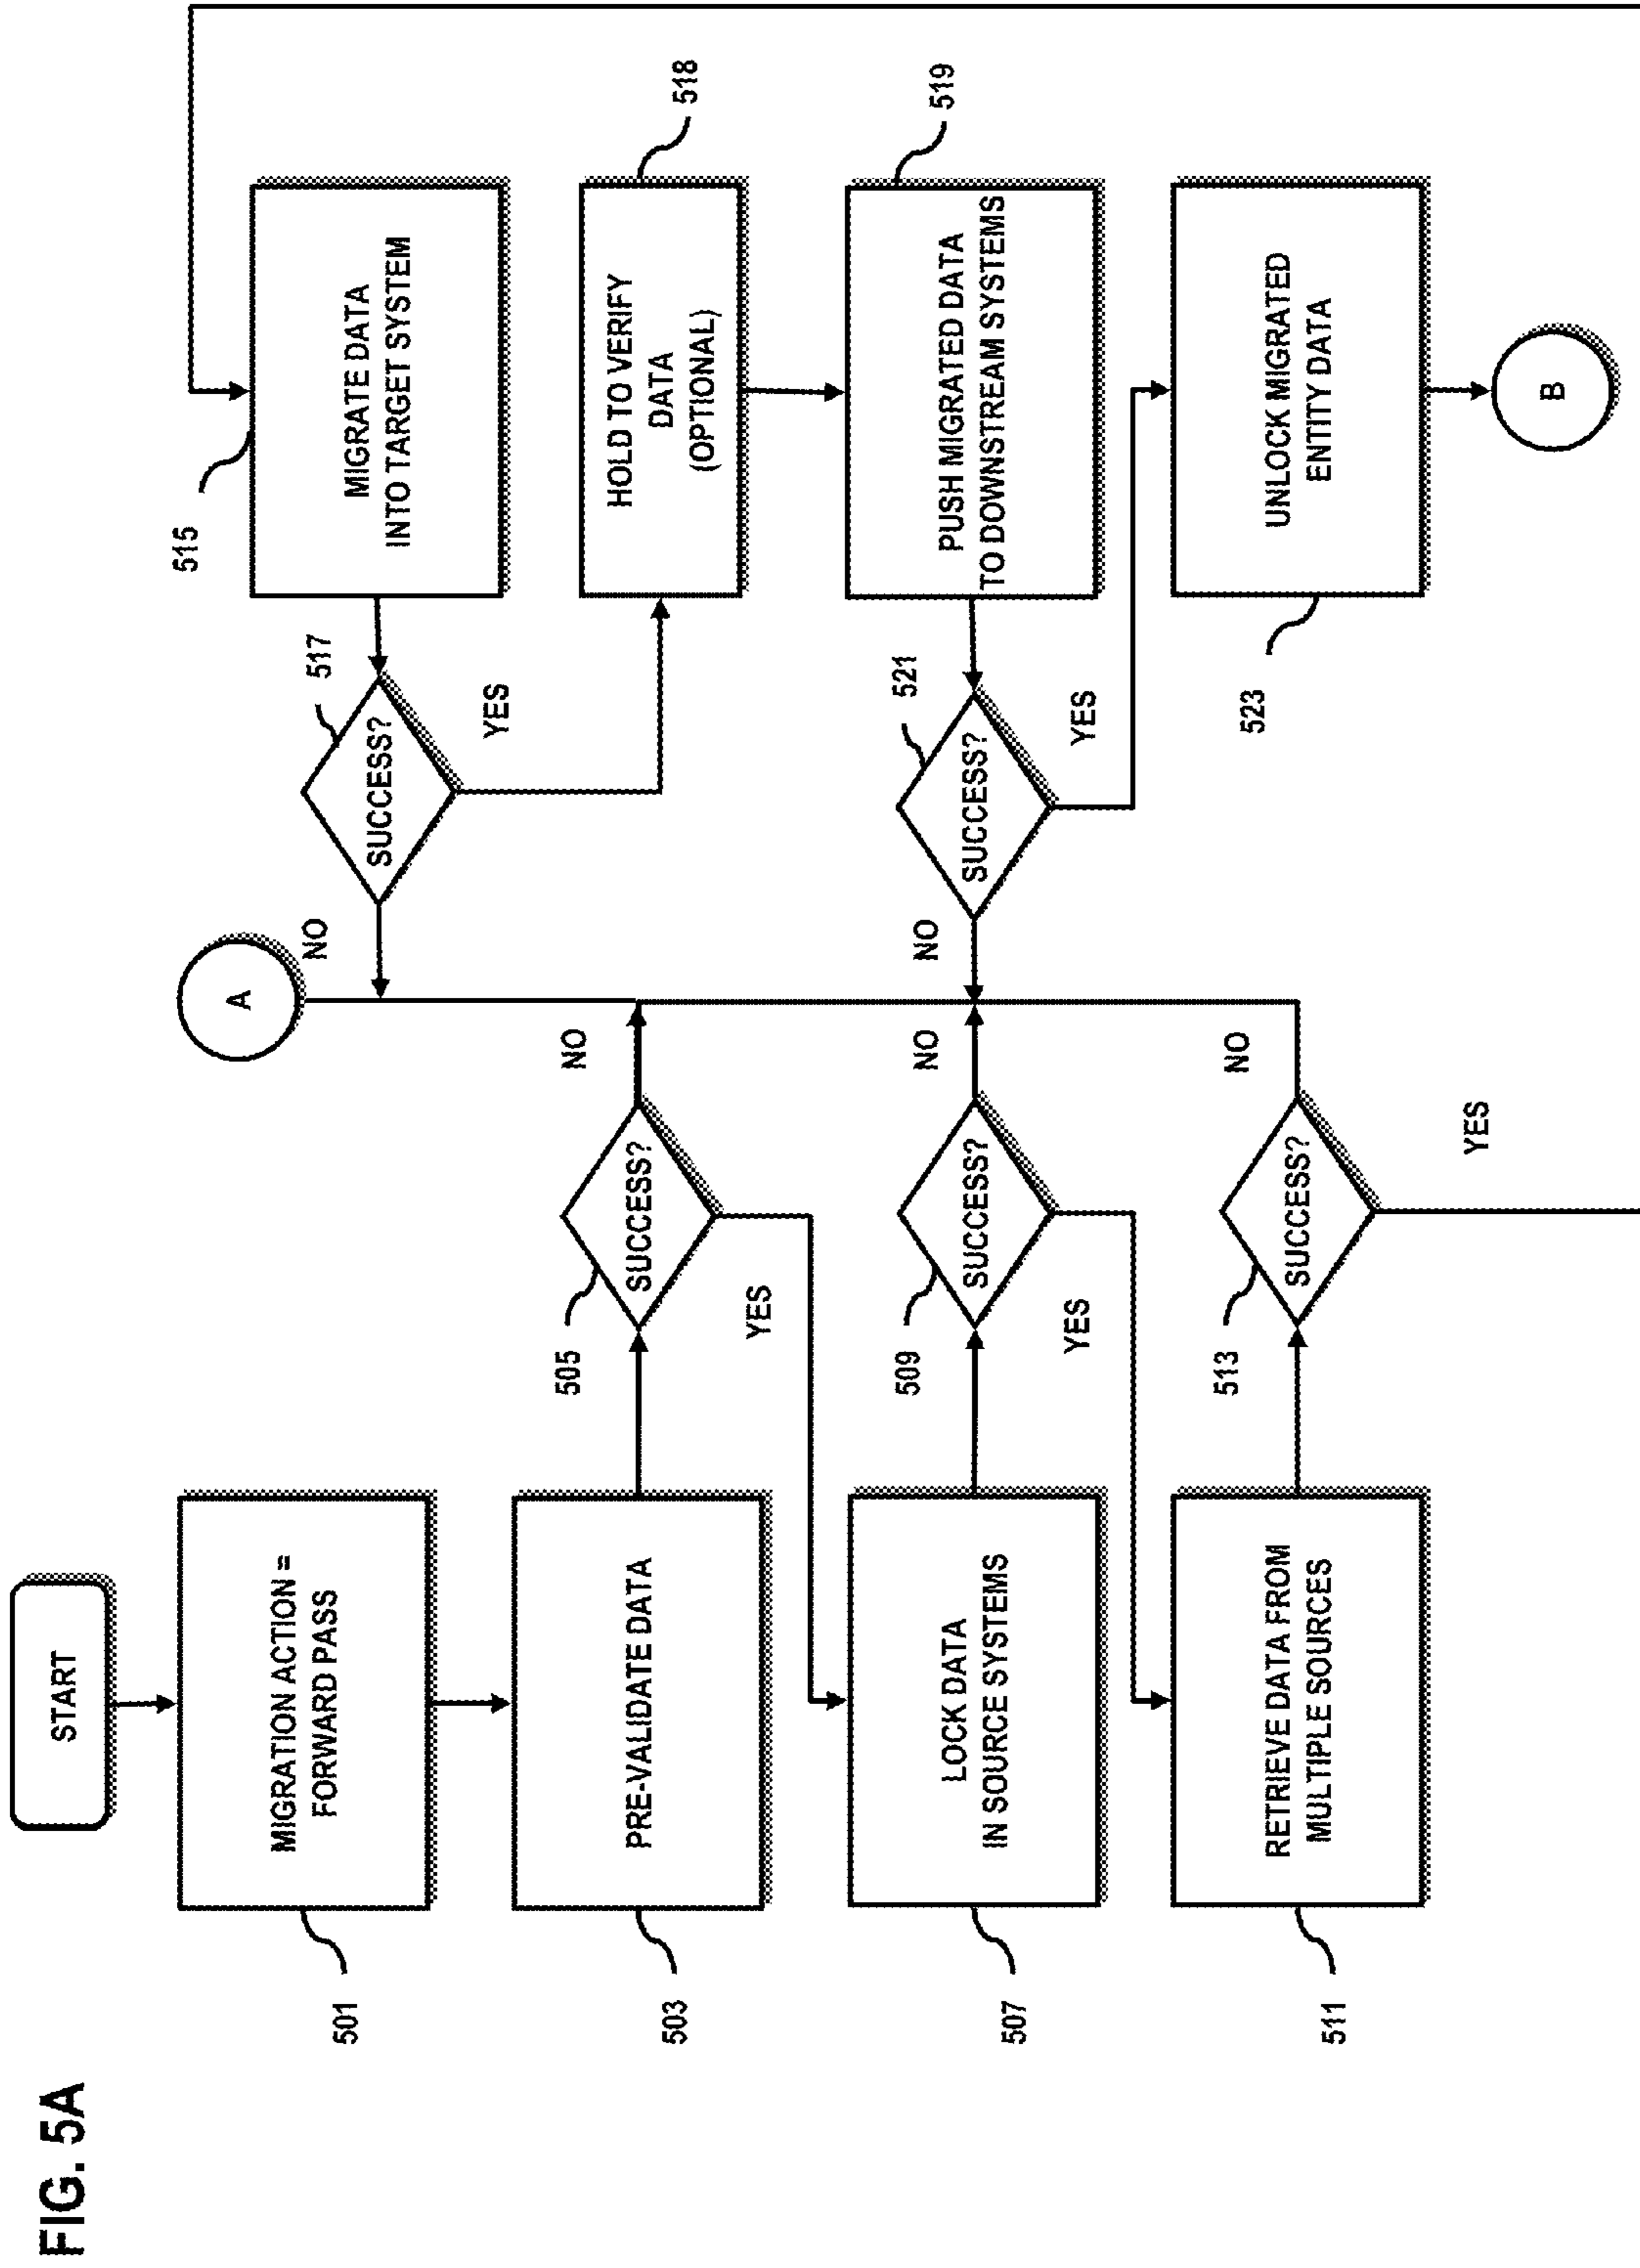 FIG. 5A
START
MIGRATION ACTION =
FORWARD PASS
501
PRE-VALIDATE DATA
503
SUCCESS?
505
NO
YES
LOCK DATA
IN SOURCE SYSTEMS
507
SUCCESS?
509
NO
YES
RETRIEVE DATA FROM
MULTIPLE SOURCES
511
SUCCESS?
513
NO
YES
A
MIGRATE DATA
INTO TARGET SYSTEM
515
SUCCESS?
517
NO
YES
HOLD TO VERIFY
DATA
(OPTIONAL)
518
PUSH MIGRATED DATA
TO DOWNSTREAM SYSTEMS
519
SUCCESS?
521
NO
YES
UNLOCK MIGRATED
ENTITY DATA
523
B